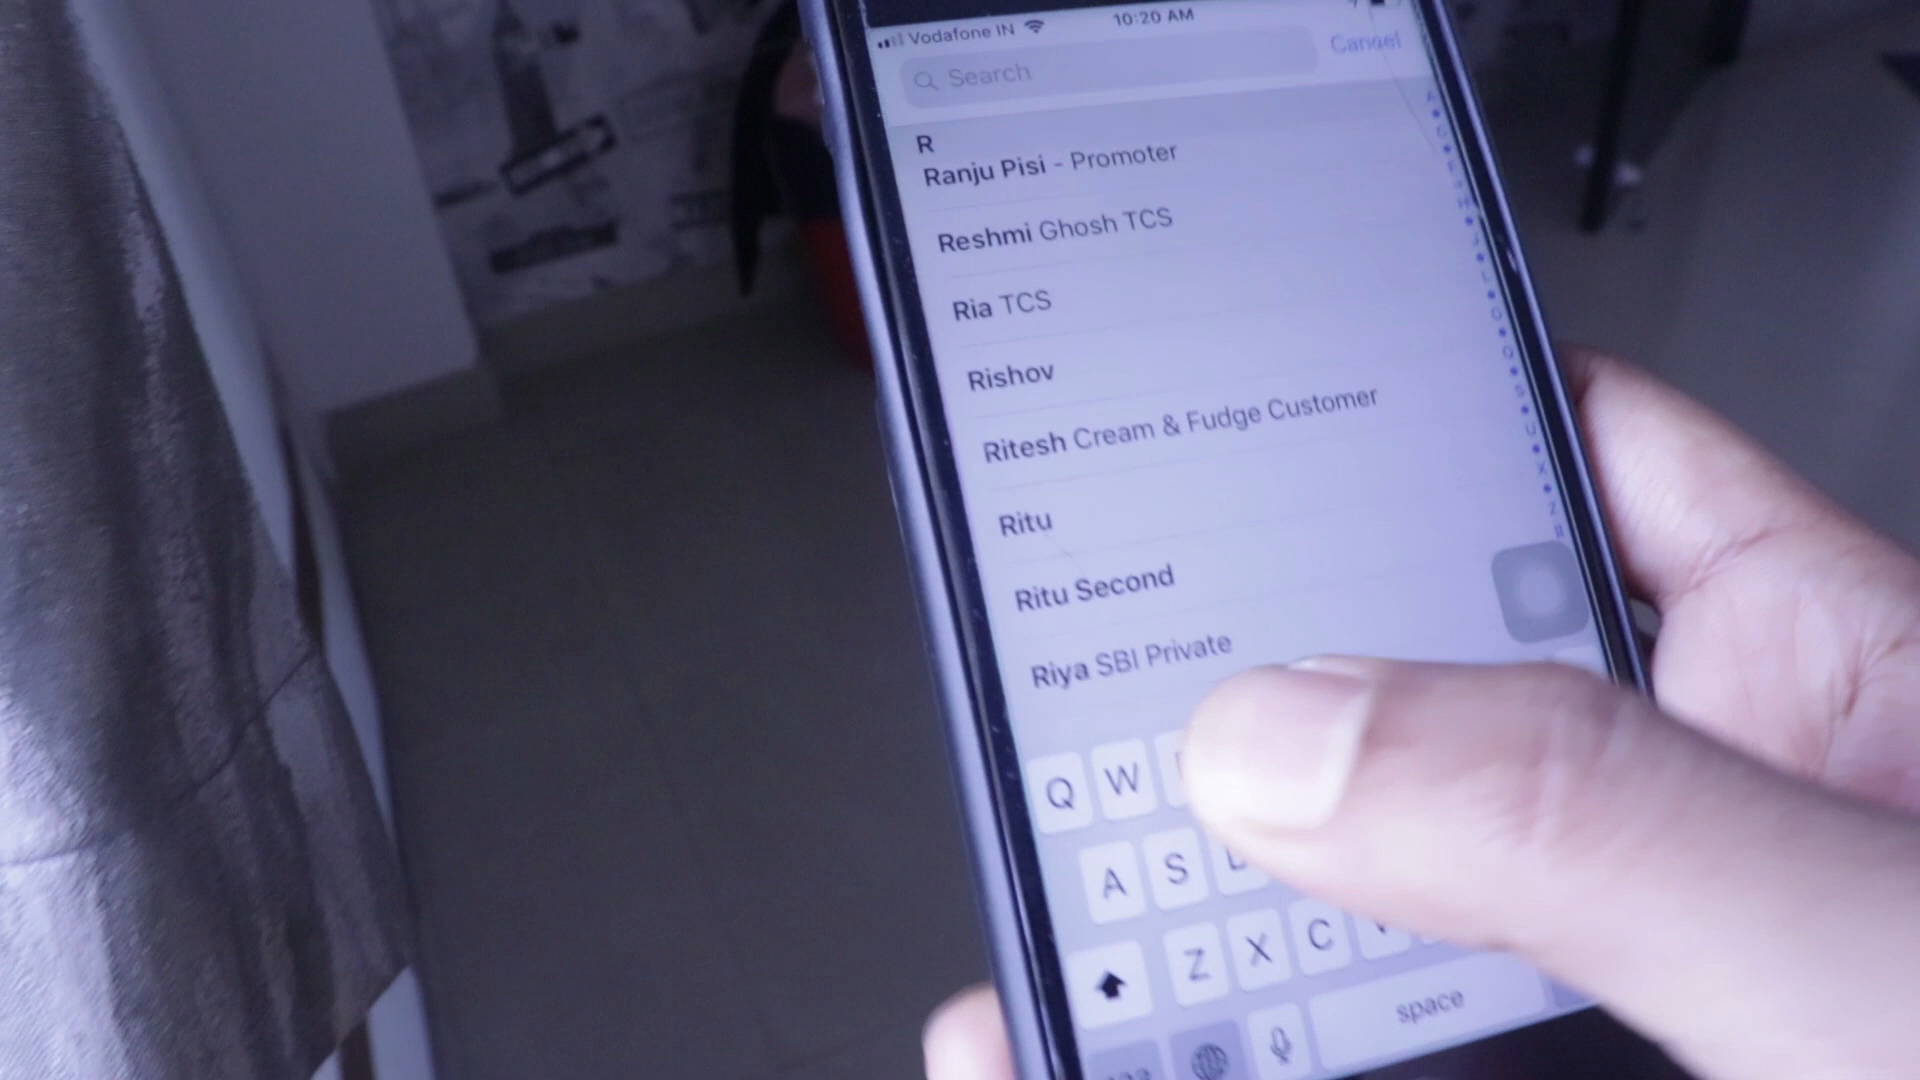 Vodafone IN 10:20 AM
Search Cancel
R
Ranju Pisi - Promoter
Reshmi Ghosh TCS
Ria TCS
Rishov
Ritesh Cream & Fudge Customer
Ritu
Ritu Second
Riya SBI Private
Q W
A S
Z X C
space